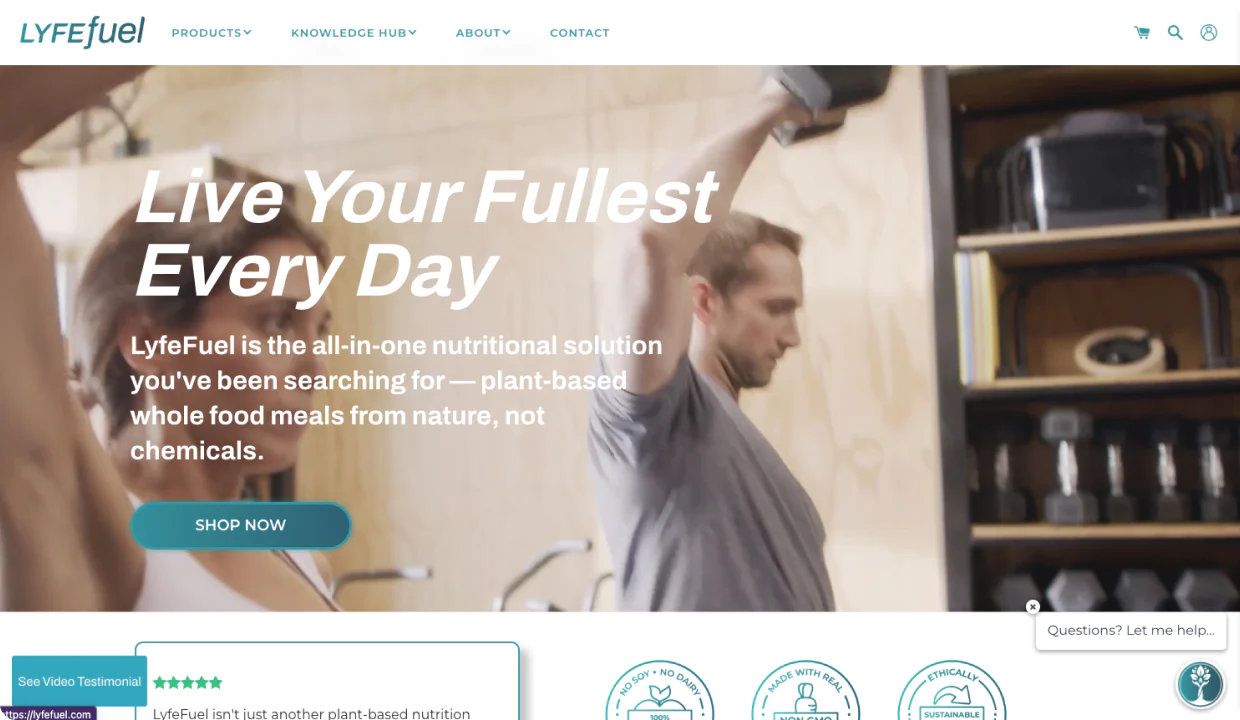 LYFEfuel
PRODUCTS
KNOWLEDGE HUB
ABOUT
CONTACT
Live Your Fullest
Every Day
LyfeFuel is the all-in-one nutritional solution
you've been searching for — plant-based
whole food meals from nature, not
chemicals.
SHOP NOW
Questions? Let me help...
See Video Testimonial
https://lyfefuel.com
LyfeFuel isn't just another plant-based nutrition
NO SOY • NO DAIRY
100%
MADE WITH REAL
NON-GMO
ETHICALLY
SUSTAINABLE